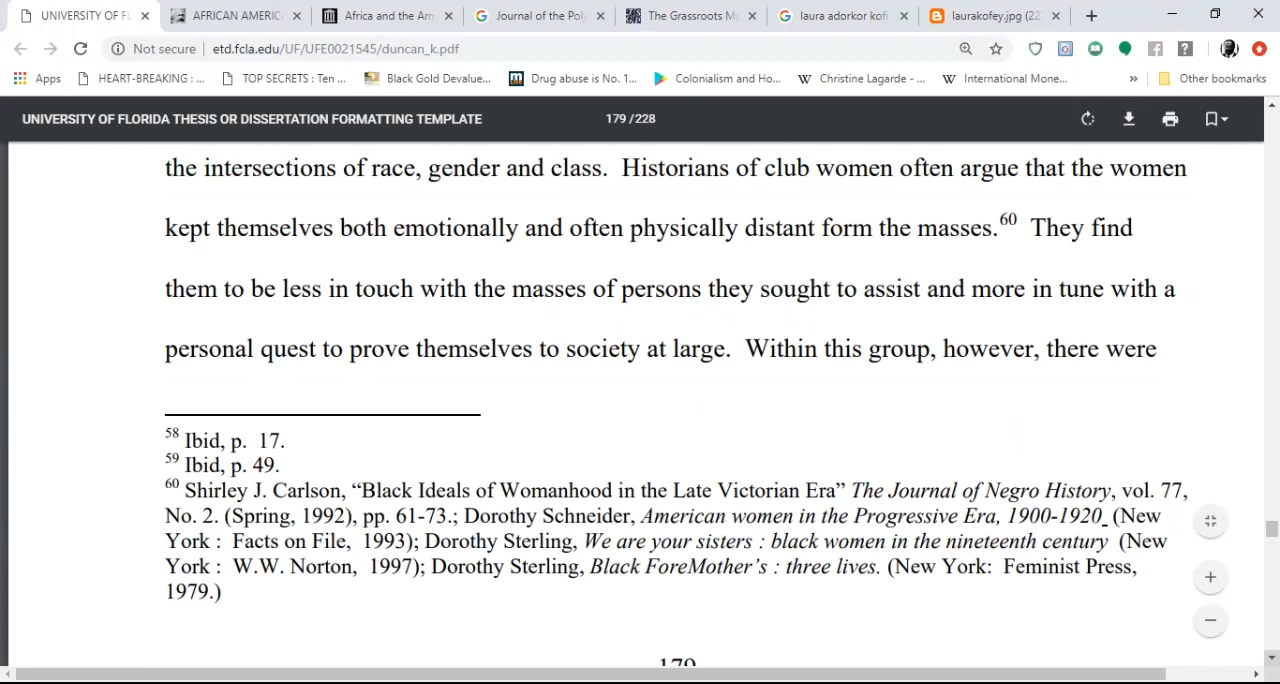 UNIVERSITY OF FL
AFRICAN AMERIC
Africa and the Am
Journal of the Pol
The Grassroots M
laura adorkor kofi
laurakofey.jpg (22
Not secure | etd.fcla.edu/UF/UFE0021545/duncan_k.pdf
Apps HEART-BREAKING : ... TOP SECRETS : Ten ... Black Gold Devalue... Drug abuse is No. 1... Colonialism and Ho... Christine Lagarde - ... International Mone... » Other bookmarks
UNIVERSITY OF FLORIDA THESIS OR DISSERTATION FORMATTING TEMPLATE 179 / 228
the intersections of race, gender and class. Historians of club women often argue that the women
kept themselves both emotionally and often physically distant form the masses.60 They find
them to be less in touch with the masses of persons they sought to assist and more in tune with a
personal quest to prove themselves to society at large. Within this group, however, there were
58 Ibid, p. 17.
59 Ibid, p. 49.
60 Shirley J. Carlson, “Black Ideals of Womanhood in the Late Victorian Era” The Journal of Negro History, vol. 77,
No. 2. (Spring, 1992), pp. 61-73.; Dorothy Schneider, American women in the Progressive Era, 1900-1920_ (New
York : Facts on File, 1993); Dorothy Sterling, We are your sisters : black women in the nineteenth century (New
York : W.W. Norton, 1997); Dorothy Sterling, Black ForeMother’s : three lives. (New York: Feminist Press,
1979.)
179